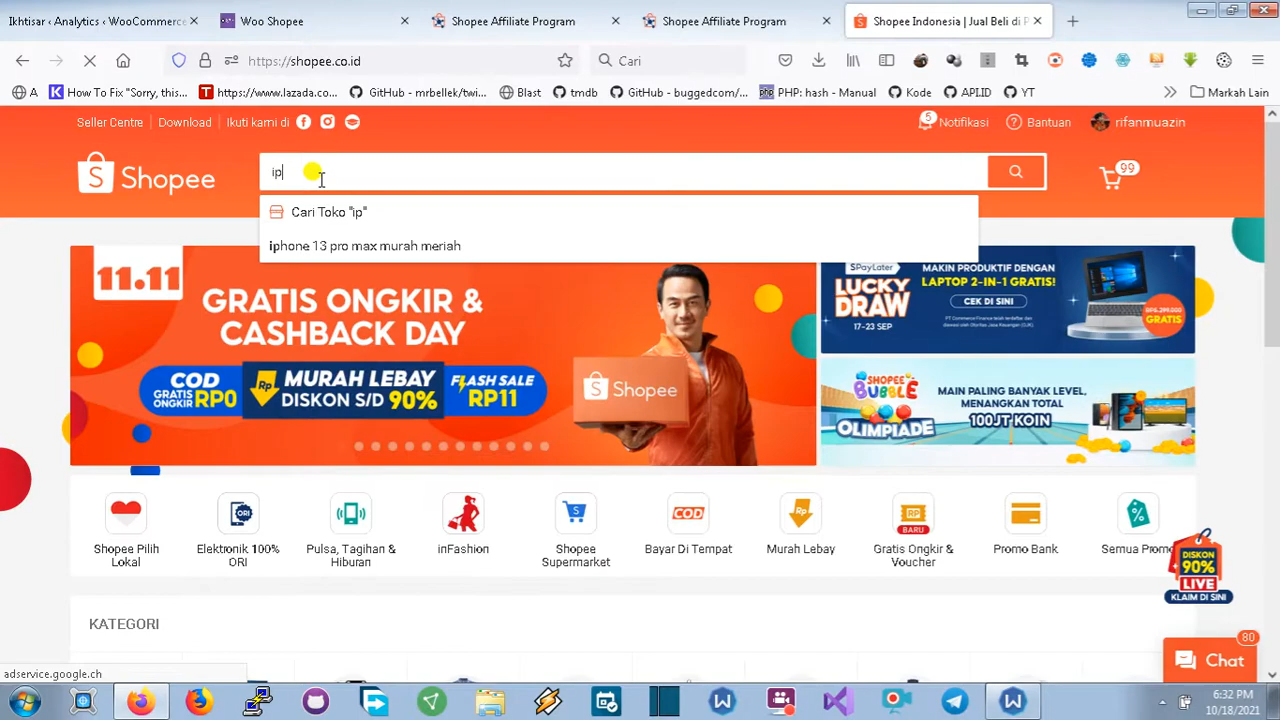 Ikhtisar ‹ Analytics ‹ WooCommerce
Woo Shopee
Shopee Affiliate Program
Shopee Affiliate Program
Shopee Indonesia | Jual Beli di P
https://shopee.co.id
Cari
A
How To Fix "Sorry, this...
https://www.lazada.co...
GitHub - mrbellek/twi...
Blast
tmdb
GitHub - buggedcom/...
PHP: hash - Manual
Kode
API.ID
YT
Markah Lain
Seller Centre
Download
Ikuti kami di
5
Notifikasi
Bantuan
rifanmuazin
Shopee
ip
99
Cari Toko "ip"
iphone 13 pro max murah meriah
11.11
GRATIS ONGKIR &
CASHBACK DAY
COD
GRATIS ONGKIR RP0
Rp
MURAH LEBAY
DISKON S/D 90%
FLASH SALE
RP11
Shopee
SPayLater
LUCKY
DRAW
17-23 SEP
MAKIN PRODUKTIF DENGAN
LAPTOP 2-IN-1 GRATIS!
CEK DI SINI
GRATIS
SHOPEE
BUBBLE
OLIMPIADE
MAIN PALING BANYAK LEVEL,
MENANGKAN TOTAL
100JT KOIN
ORI
COD
RP
BARU
Shopee Pilih
Lokal
Elektronik 100%
ORI
Pulsa, Tagihan &
Hiburan
inFashion
Shopee
Supermarket
Bayar Di Tempat
Murah Lebay
Gratis Ongkir &
Voucher
Promo Bank
Semua Promo
DISKON
90%
LIVE
KLAIM DI SINI
KATEGORI
80
Chat
adservice.google.ch
6:32 PM
10/18/2021